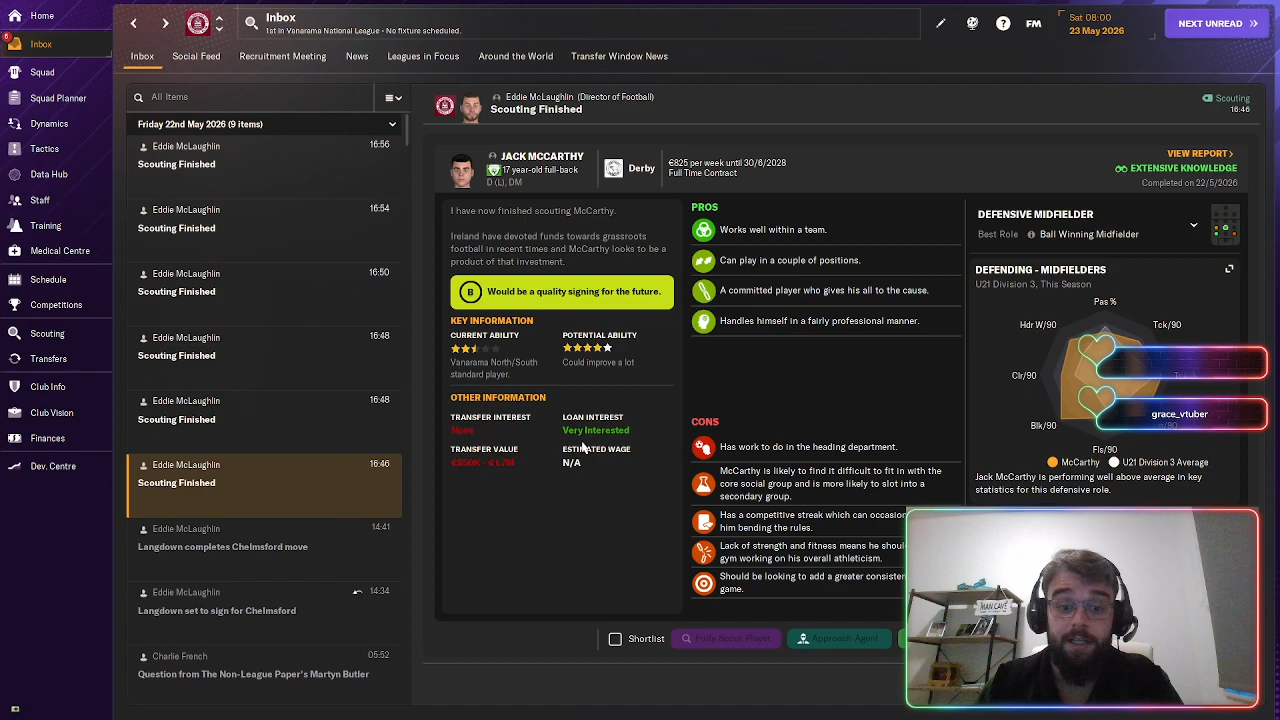 Home
Inbox
1st in Vanarama National League - No fixture scheduled.
FM
Sat 08:00
23 May 2026
NEXT UNREAD
6
Inbox
Squad
Squad Planner
Dynamics
Tactics
Data Hub
Staff
Training
Medical Centre
Schedule
Competitions
Scouting
Transfers
Club Info
Club Vision
Finances
Dev. Centre
Inbox
Social Feed
Recruitment Meeting
News
Leagues in Focus
Around the World
Transfer Window News
All Items
Friday 22nd May 2026 (9 items)
Eddie McLaughlin 16:56
Scouting Finished
Eddie McLaughlin 16:54
Scouting Finished
Eddie McLaughlin 16:50
Scouting Finished
Eddie McLaughlin 16:48
Scouting Finished
Eddie McLaughlin 16:48
Scouting Finished
Eddie McLaughlin 16:46
Scouting Finished
Eddie McLaughlin 14:41
Langdown completes Chelmsford move
Eddie McLaughlin 14:34
Langdown set to sign for Chelmsford
Charlie French 05:52
Question from The Non-League Paper's Martyn Butler
Eddie McLaughlin (Director of Football)
Scouting Finished
Scouting
16:46
JACK MCCARTHY
17 year-old full-back
D (L), DM
Derby
€825 per week until 30/6/2028
Full Time Contract
VIEW REPORT
EXTENSIVE KNOWLEDGE
Completed on 22/5/2026
I have now finished scouting McCarthy.
Ireland have devoted funds towards grassroots
football in recent times and McCarthy looks to be a
product of that investment.
B Would be a quality signing for the future.
KEY INFORMATION
CURRENT ABILITY
POTENTIAL ABILITY
Vanarama North/South
standard player.
Could improve a lot
OTHER INFORMATION
TRANSFER INTEREST
None
LOAN INTEREST
Very Interested
TRANSFER VALUE
€350K - €1.7M
ESTIMATED WAGE
N/A
PROS
Works well within a team.
Can play in a couple of positions.
A committed player who gives his all to the cause.
Handles himself in a fairly professional manner.
CONS
Has work to do in the heading department.
McCarthy is likely to find it difficult to fit in with the
core social group and is more likely to slot into a
secondary group.
Has a competitive streak which can
him bending the rules.
Lack of strength and fitness means he
gym working on his overall athleticism.
Should be looking to add a greater
game.
DEFENSIVE MIDFIELDER
Best Role Ball Winning Midfielder
DEFENDING - MIDFIELDERS
U21 Division 3, This Season
Pas %
Hdr W/90
Tck/90
Clr/90
Blk/90
Fls/90
grace_vtuber
McCarthy
U21 Division 3 Average
Jack McCarthy is performing well above average in key
statistics for this defensive role.
Shortlist
Fully Scout Player
Approach Agent
MAN CAVE